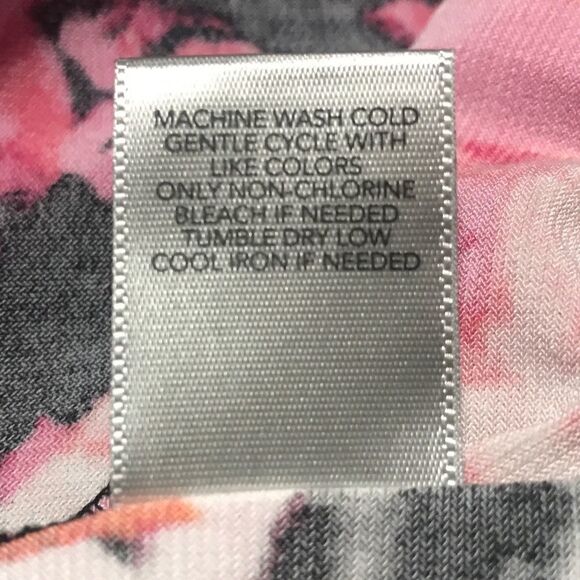 MACHINE WASH COLD
GENTLE CYCLE WITH
LIKE COLORS
ONLY NON-CHLORINE
BLEACH IF NEEDED
TUMBLE DRY LOW
COOL IRON IF NEEDED